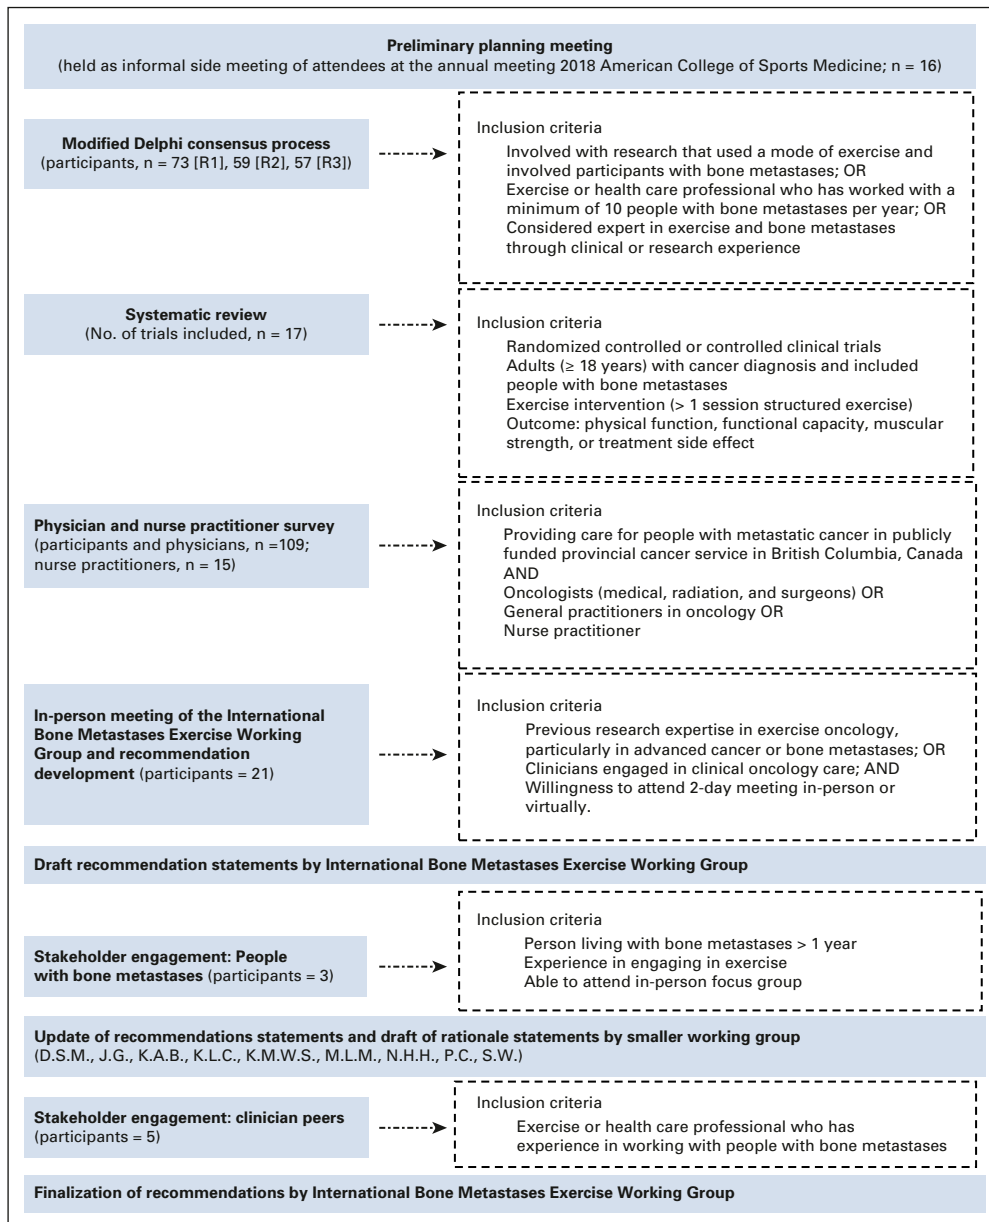 Preliminary planning meeting
(held as informal side meeting of attendees at the annual meeting 2018 American College of Sports Medicine; n = 16)
Modified Delphi consensus process
(participants, n = 73 [R1], 59 [R2], 57 [R3])
Inclusion criteria
Involved with research that used a mode of exercise and
involved participants with bone metastases; OR
Exercise or health care professional who has worked with a
minimum of 10 people with bone metastases per year; OR
Considered expert in exercise and bone metastases
through clinical or research experience
Systematic review
(No. of trials included, n = 17)
Inclusion criteria
Randomized controlled or controlled clinical trials
Adults (≥ 18 years) with cancer diagnosis and included
people with bone metastases
Exercise intervention (> 1 session structured exercise)
Outcome: physical function, functional capacity, muscular
strength, or treatment side effect
Physician and nurse practitioner survey
(participants and physicians, n =109;
nurse practitioners, n = 15)
Inclusion criteria
Providing care for people with metastatic cancer in publicly
funded provincial cancer service in British Columbia, Canada
AND
Oncologists (medical, radiation, and surgeons) OR
General practitioners in oncology OR
Nurse practitioner
In-person meeting of the International
Bone Metastases Exercise Working
Group and recommendation
development (participants = 21)
Inclusion criteria
Previous research expertise in exercise oncology,
particularly in advanced cancer or bone metastases; OR
Clinicians engaged in clinical oncology care; AND
Willingness to attend 2-day meeting in-person or
virtually.
Draft recommendation statements by International Bone Metastases Exercise Working Group
Stakeholder engagement: People
with bone metastases (participants = 3)
Inclusion criteria
Person living with bone metastases > 1 year
Experience in engaging in exercise
Able to attend in-person focus group
Update of recommendations statements and draft of rationale statements by smaller working group
(D.S.M., J.G., K.A.B., K.L.C., K.M.W.S., M.L.M., N.H.H., P.C., S.W.)
Stakeholder engagement: clinician peers
(participants = 5)
Inclusion criteria
Exercise or health care professional who has
experience in working with people with bone metastases
Finalization of recommendations by International Bone Metastases Exercise Working Group